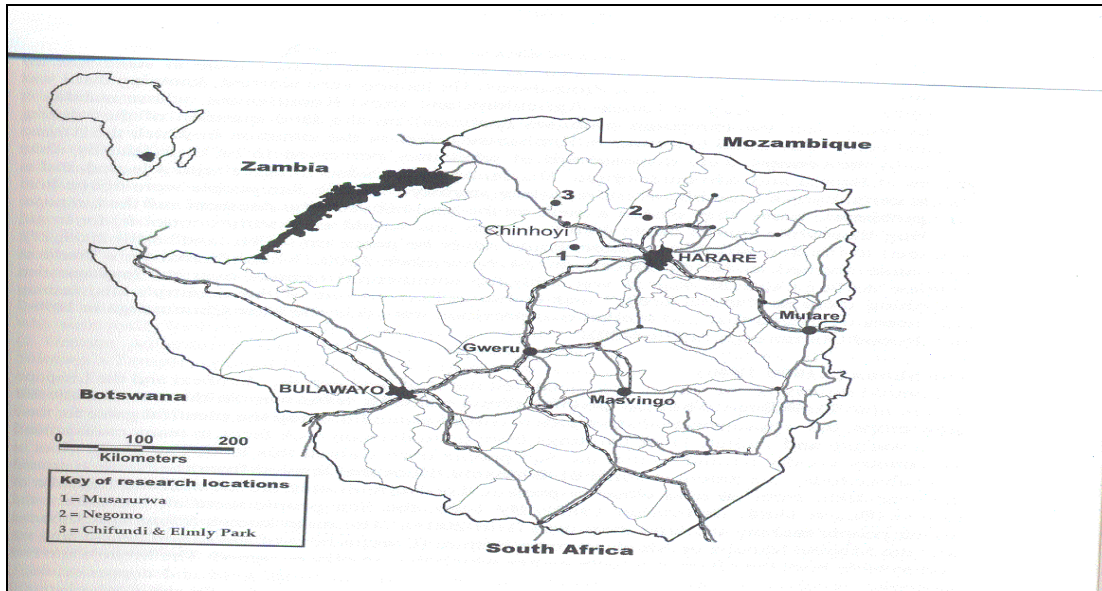 Mozambique
Zambia
3
2
Chinhoyi
1
HARARE
Mutare
Gweru
BULAWAYO
Masvingo
Botswana
0 100 200
Kilometers
Key of research locations
1 = Musarurwa
2 = Negomo
3 = Chifundi & Elmly Park
South Africa